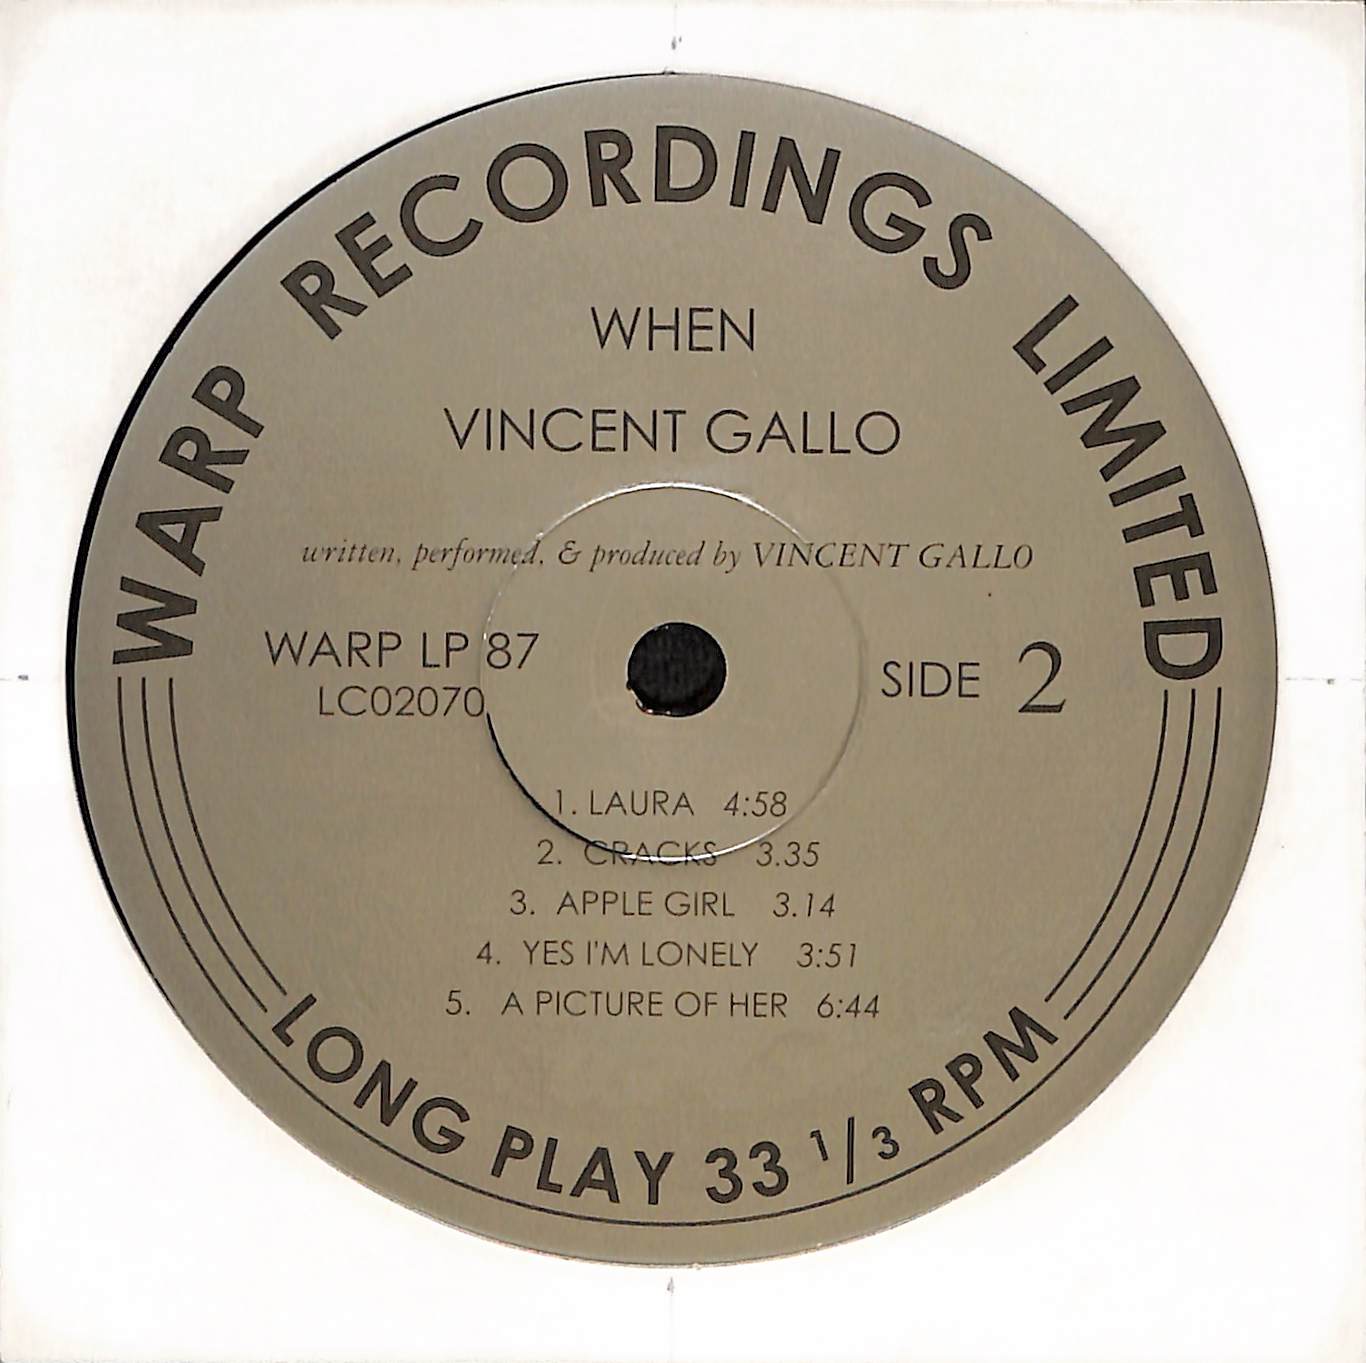 WARP RECORDINGS LIMITED
WHEN
VINCENT GALLO
written, performed, & produced by VINCENT GALLO
WARP LP 87
LC02070
SIDE 2
1. LAURA 4:58
2. CRACKS 3.35
3. APPLE GIRL 3.14
4. YES I'M LONELY 3:51
5. A PICTURE OF HER 6:44
LONG PLAY 33 1/3 RPM